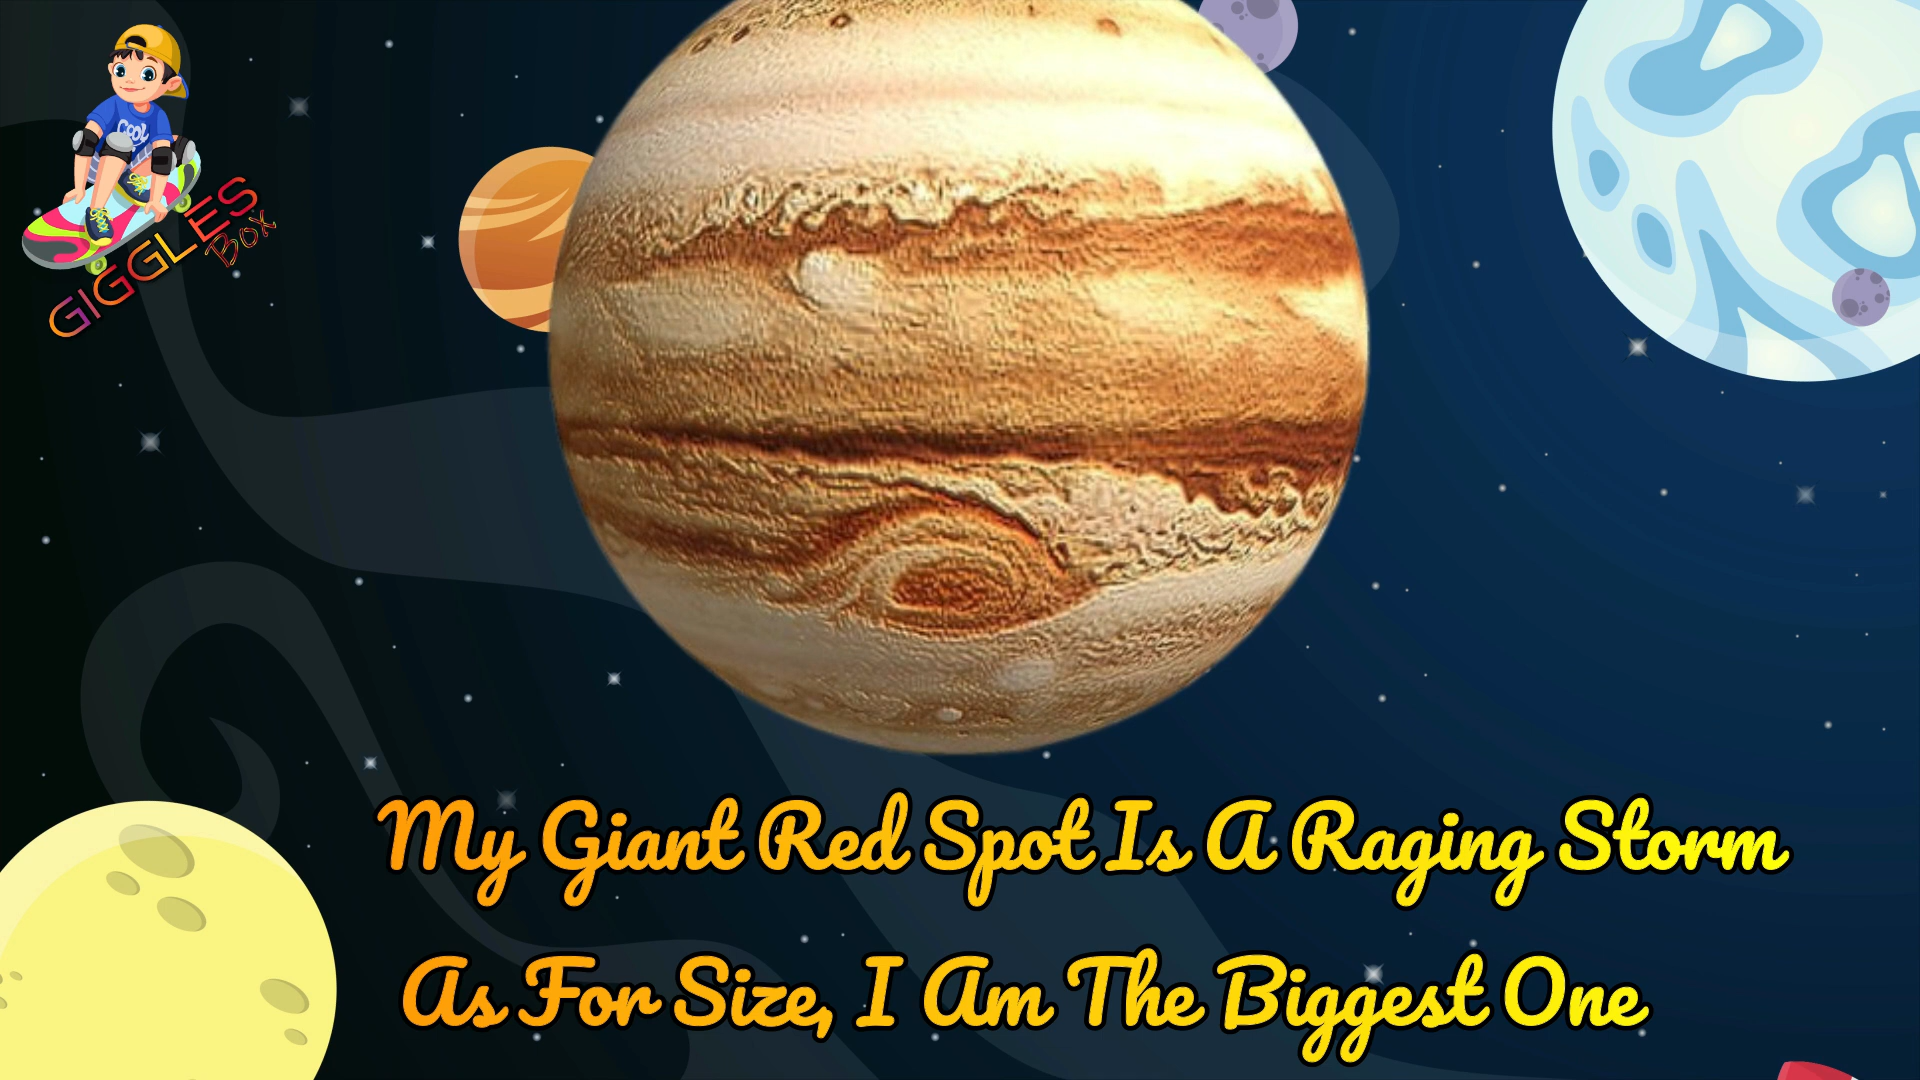 COOL
GIGGLES
Box
My Giant Red Spot Is A Raging Storm
As For Size, I Am The Biggest One